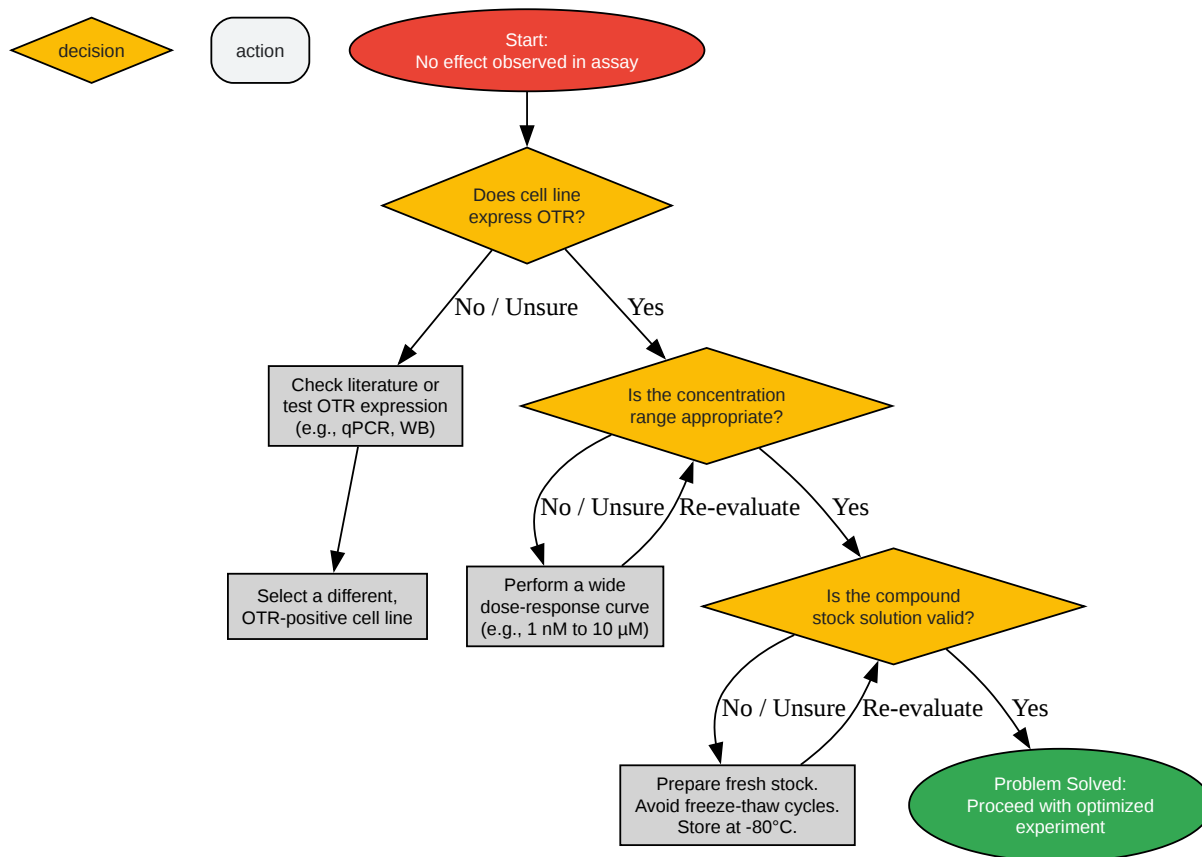 decision
action
Start:
No effect observed in assay
Does cell line
express OTR?
No / Unsure
Yes
Check literature or
test OTR expression
(e.g., qPCR, WB)
Is the concentration
range appropriate?
No / Unsure
Re-evaluate
Yes
Select a different,
OTR-positive cell line
Perform a wide
dose-response curve
(e.g., 1 nM to 10 µM)
Is the compound
stock solution valid?
No / Unsure
Re-evaluate
Yes
Prepare fresh stock.
Avoid freeze-thaw cycles.
Store at -80°C.
Problem Solved:
Proceed with optimized
experiment